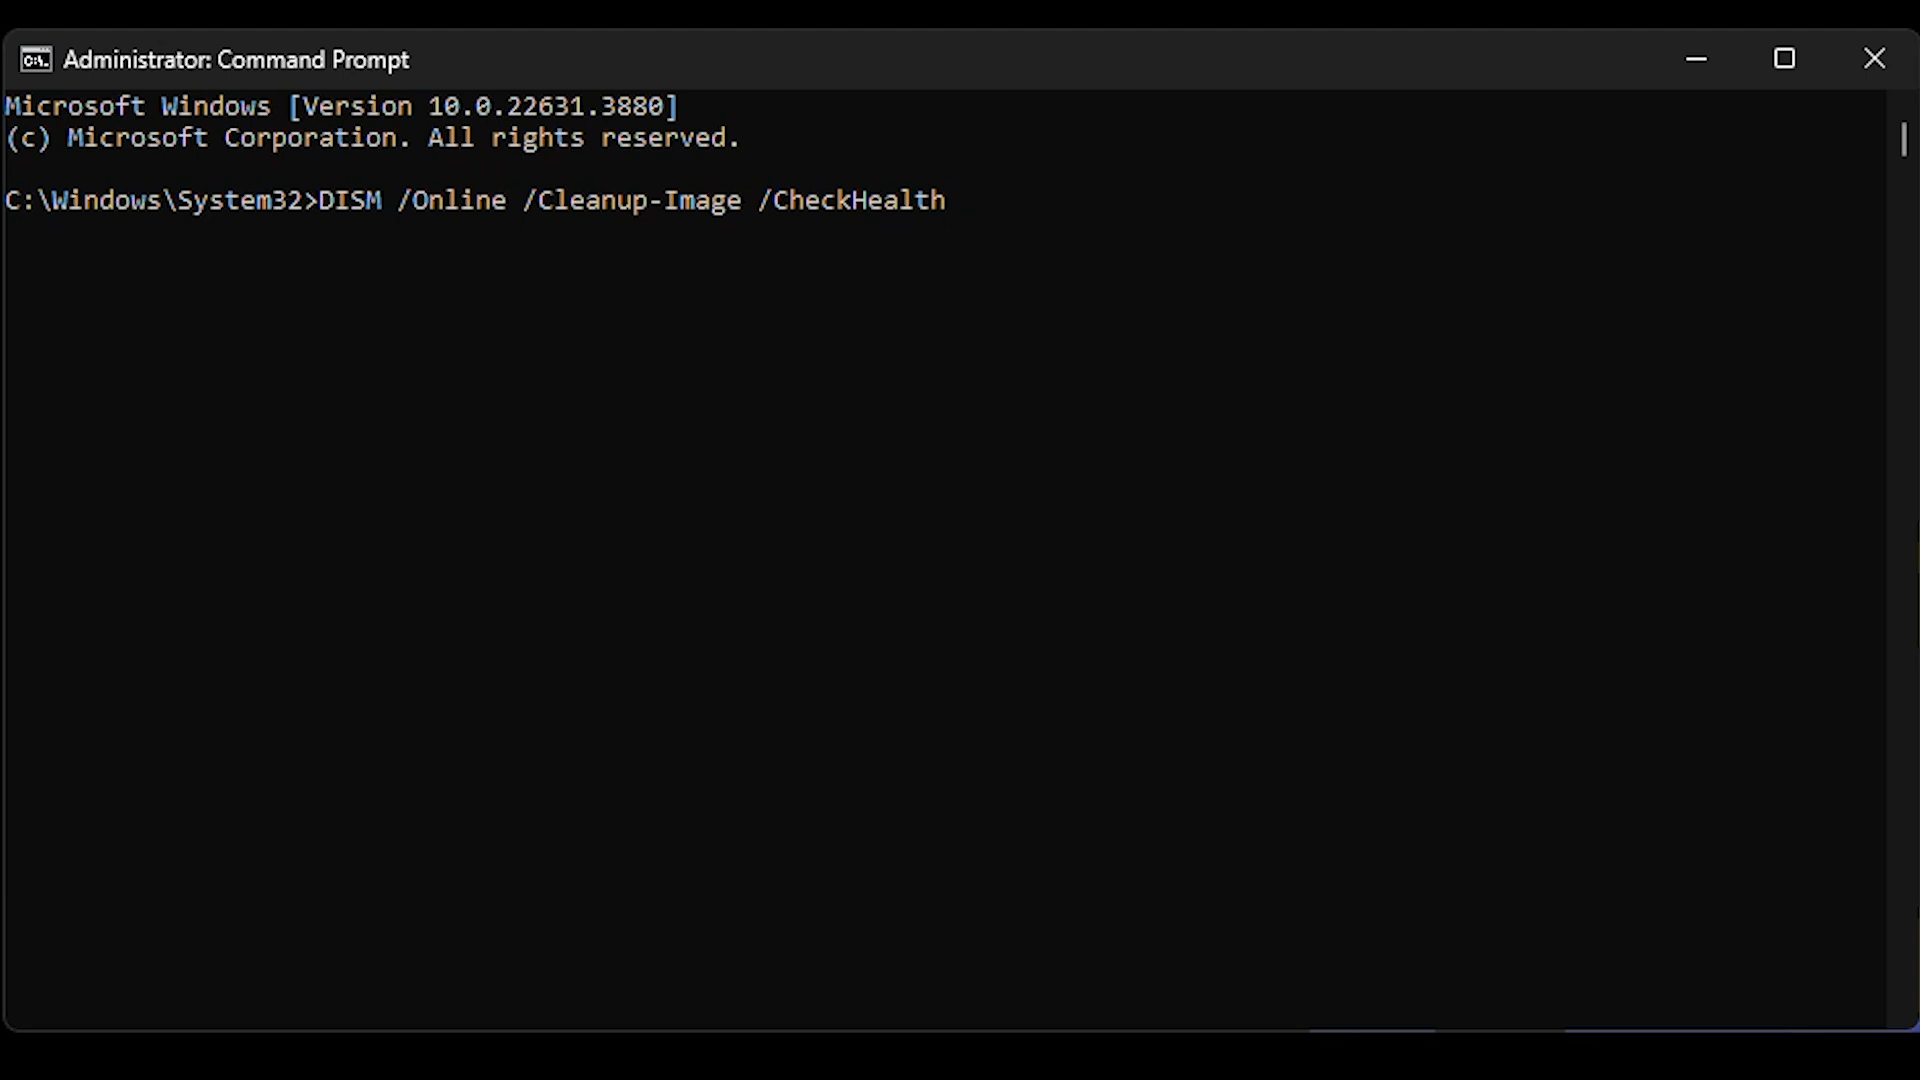 Administrator: Command Prompt
Microsoft Windows [Version 10.0.22631.3880]
(c) Microsoft Corporation. All rights reserved.
C:\Windows\System32>DISM /Online /Cleanup-Image /CheckHealth